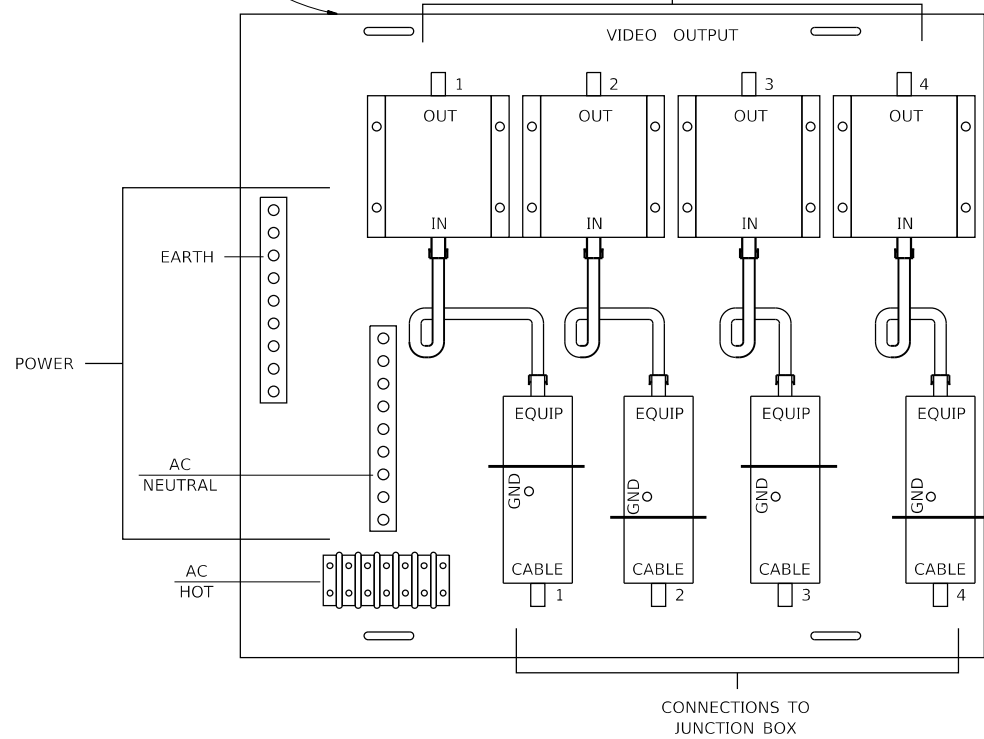 VIDEO OUTPUT
1
2
3
4
OUT
OUT
OUT
OUT
IN
IN
IN
IN
EARTH
POWER
EQUIP
EQUIP
EQUIP
EQUIP
AC
NEUTRAL
GND
GND
GND
GND
AC
HOT
CABLE
CABLE
CABLE
CABLE
1
2
3
4
CONNECTIONS TO
JUNCTION BOX